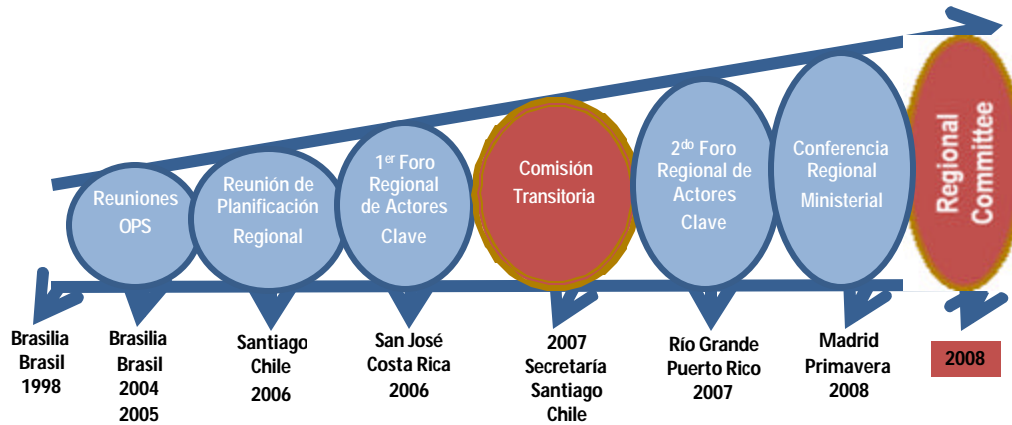 Reuniones
OPS
Reunión de
Planificación
Regional
1er Foro
Regional
de Actores
Clave
Comisión
Transitoria
2do Foro
Regional de
Actores
Clave
Conferencia
Regional
Ministerial
Regional
Committee
Brasilia
Brasil
1998
Brasilia
Brasil
2004
2005
Santiago
Chile
2006
San José
Costa Rica
2006
2007
Secretaría
Santiago
Chile
Río Grande
Puerto Rico
2007
Madrid
Primavera
2008
2008